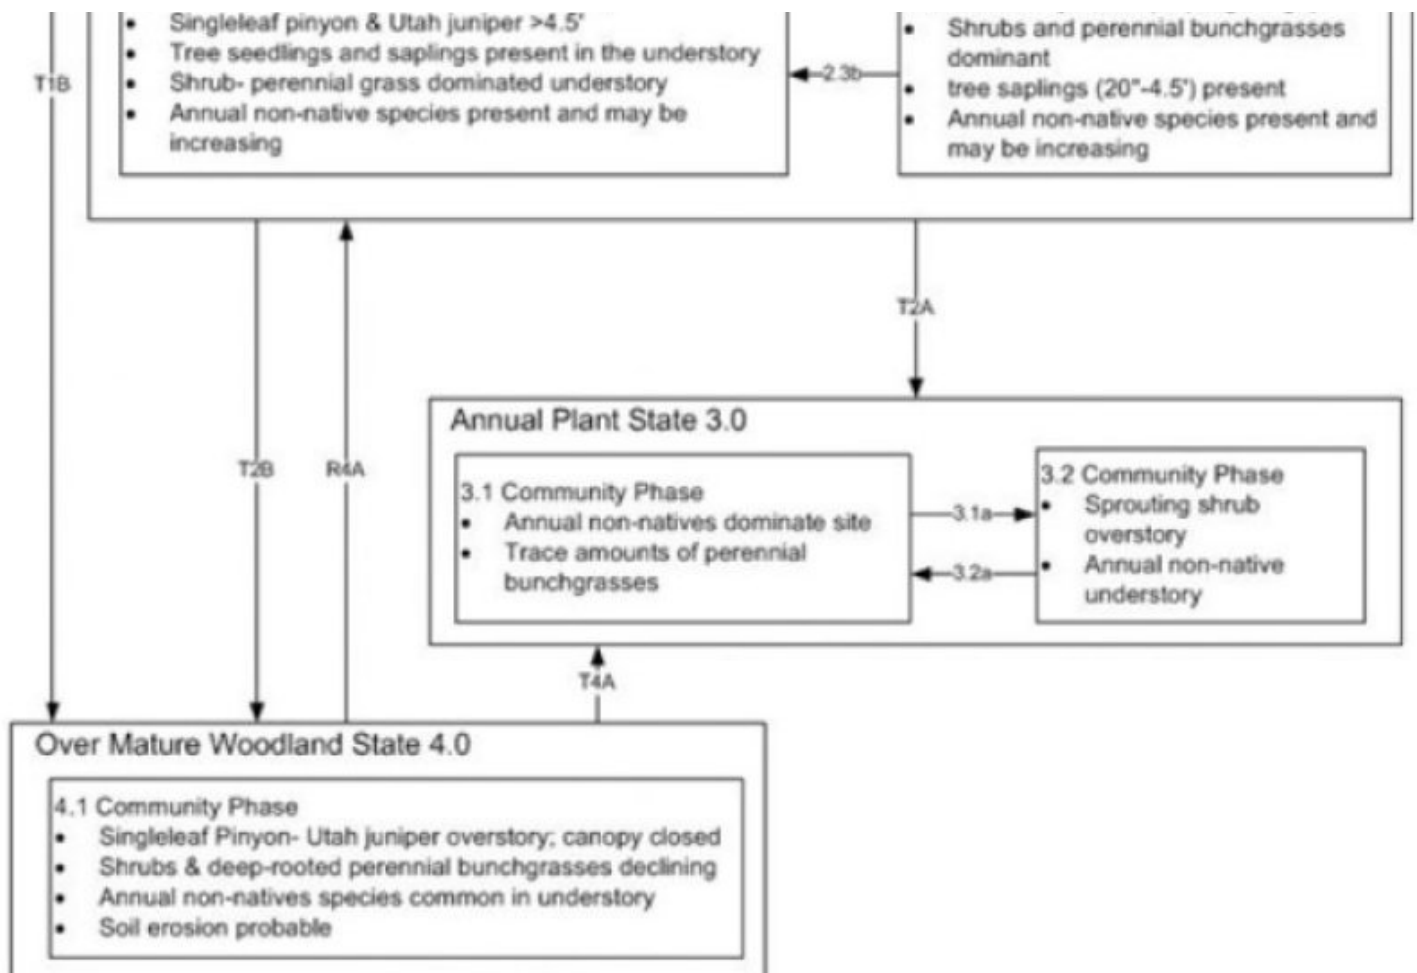 • Singleleaf pinyon & Utah juniper >4.5'
• Tree seedlings and saplings present in the understory
• Shrub- perennial grass dominated understory
• Annual non-native species present and may be
increasing
2.3b
• Shrubs and perennial bunchgrasses
dominant
• tree saplings (20"-4.5') present
• Annual non-native species present and
may be increasing
T1B
T2A
T2B
R4A
Annual Plant State 3.0
3.1 Community Phase
• Annual non-natives dominate site
• Trace amounts of perennial
bunchgrasses
3.1a
3.2a
3.2 Community Phase
• Sprouting shrub
overstory
• Annual non-native
understory
T4A
Over Mature Woodland State 4.0
4.1 Community Phase
• Singleleaf Pinyon- Utah juniper overstory; canopy closed
• Shrubs & deep-rooted perennial bunchgrasses declining
• Annual non-natives species common in understory
• Soil erosion probable